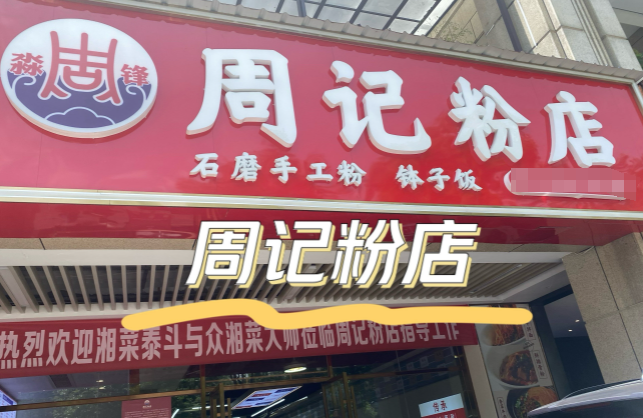 淼 周 锋
周记粉店
石磨手工粉 钵子饭
周记粉店
热烈欢迎湘菜泰斗与众湘菜大师莅临周记粉店指导工作
传承